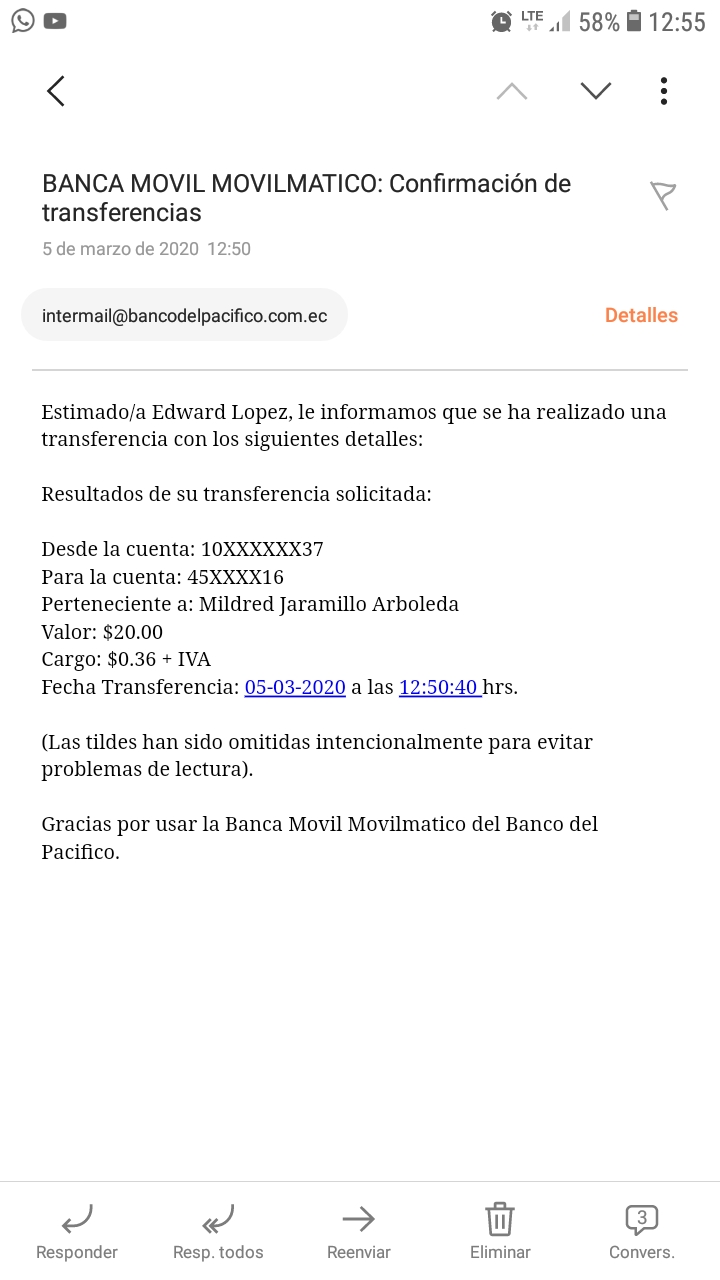 LTE 58% 12:55
BANCA MOVIL MOVILMATICO: Confirmación de
transferencias
5 de marzo de 2020 12:50
intermail@bancodelpacifico.com.ec
Detalles
Estimado/a Edward Lopez, le informamos que se ha realizado una
transferencia con los siguientes detalles:
Resultados de su transferencia solicitada:
Desde la cuenta: 10XXXXXX37
Para la cuenta: 45XXXX16
Perteneciente a: Mildred Jaramillo Arboleda
Valor: $20.00
Cargo: $0.36 + IVA
Fecha Transferencia: 05-03-2020 a las 12:50:40 hrs.
(Las tildes han sido omitidas intencionalmente para evitar
problemas de lectura).
Gracias por usar la Banca Movil Movilmatico del Banco del
Pacifico.
3
Responder Resp. todos Reenviar Eliminar Convers.